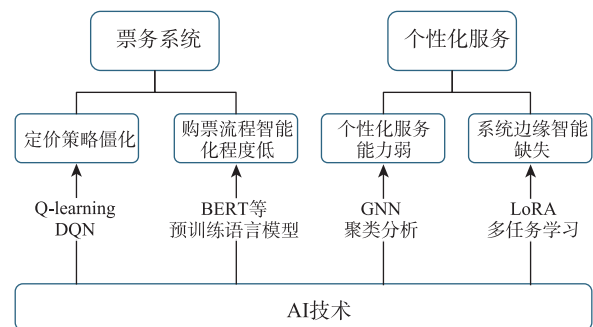 票务系统
个性化服务
定价策略僵化
购票流程智能
化程度低
个性化服务
能力弱
系统边缘智能
缺失
Q-learning
DQN
BERT等
预训练语言模型
GNN
聚类分析
LoRA
多任务学习
AI技术